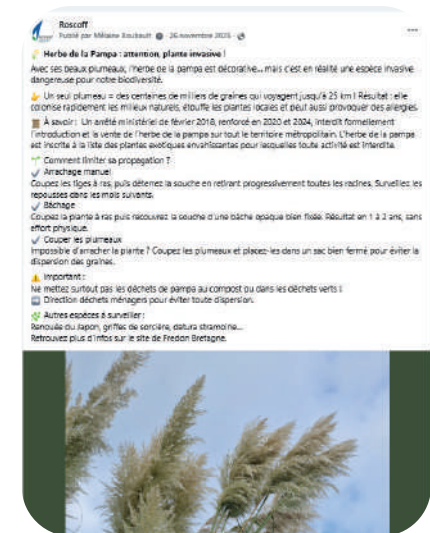 Roscoff
Publié par Mélaine Roubault · 26 novembre 2025 ·
Herbe de la Pampa : attention, plante invasive !
Avec ses beaux plumeaux, l'herbe de la pampa est décorative... mais c'est en réalité une espèce invasive
dangereuse pour notre biodiversité.
Un seul plumeau = des centaines de milliers de graines qui voyagent jusqu'à 25 km ! Résultat : elle
colonise rapidement les milieux naturels, étouffe les plantes locales et peut aussi provoquer des allergies.
À savoir : Un arrêté ministériel de février 2018, renforcé en 2020 et 2024, interdit formellement
l'introduction et la vente de l'herbe de la pampa sur tout le territoire métropolitain. L'herbe de la pampa
est inscrite à la liste des plantes exotiques envahissantes pour lesquelles toute activité est interdite.
Comment limiter sa propagation ?
Arrachage manuel
Coupez les tiges à ras, puis déterrez la souche en retirant progressivement toutes les racines. Surveillez les
repousses dans les mois suivants.
Bâchage
Coupez la plante à ras puis recouvrez la souche d'une bâche opaque bien fixée. Résultat en 1 à 2 ans, sans
effort physique.
Couper les plumeaux
Impossible d'arracher la plante ? Coupez les plumeaux et placez-les dans un sac bien fermé pour éviter la
dispersion des graines.
Important :
Ne mettez surtout pas les déchets de pampa au compost ou dans les déchets verts !
Direction déchets ménagers pour éviter toute dispersion.
Autres espèces à surveiller :
Renouée du Japon, griffes de sorcière, datura stramoine...
Retrouvez plus d'infos sur le site de Fredon Bretagne.